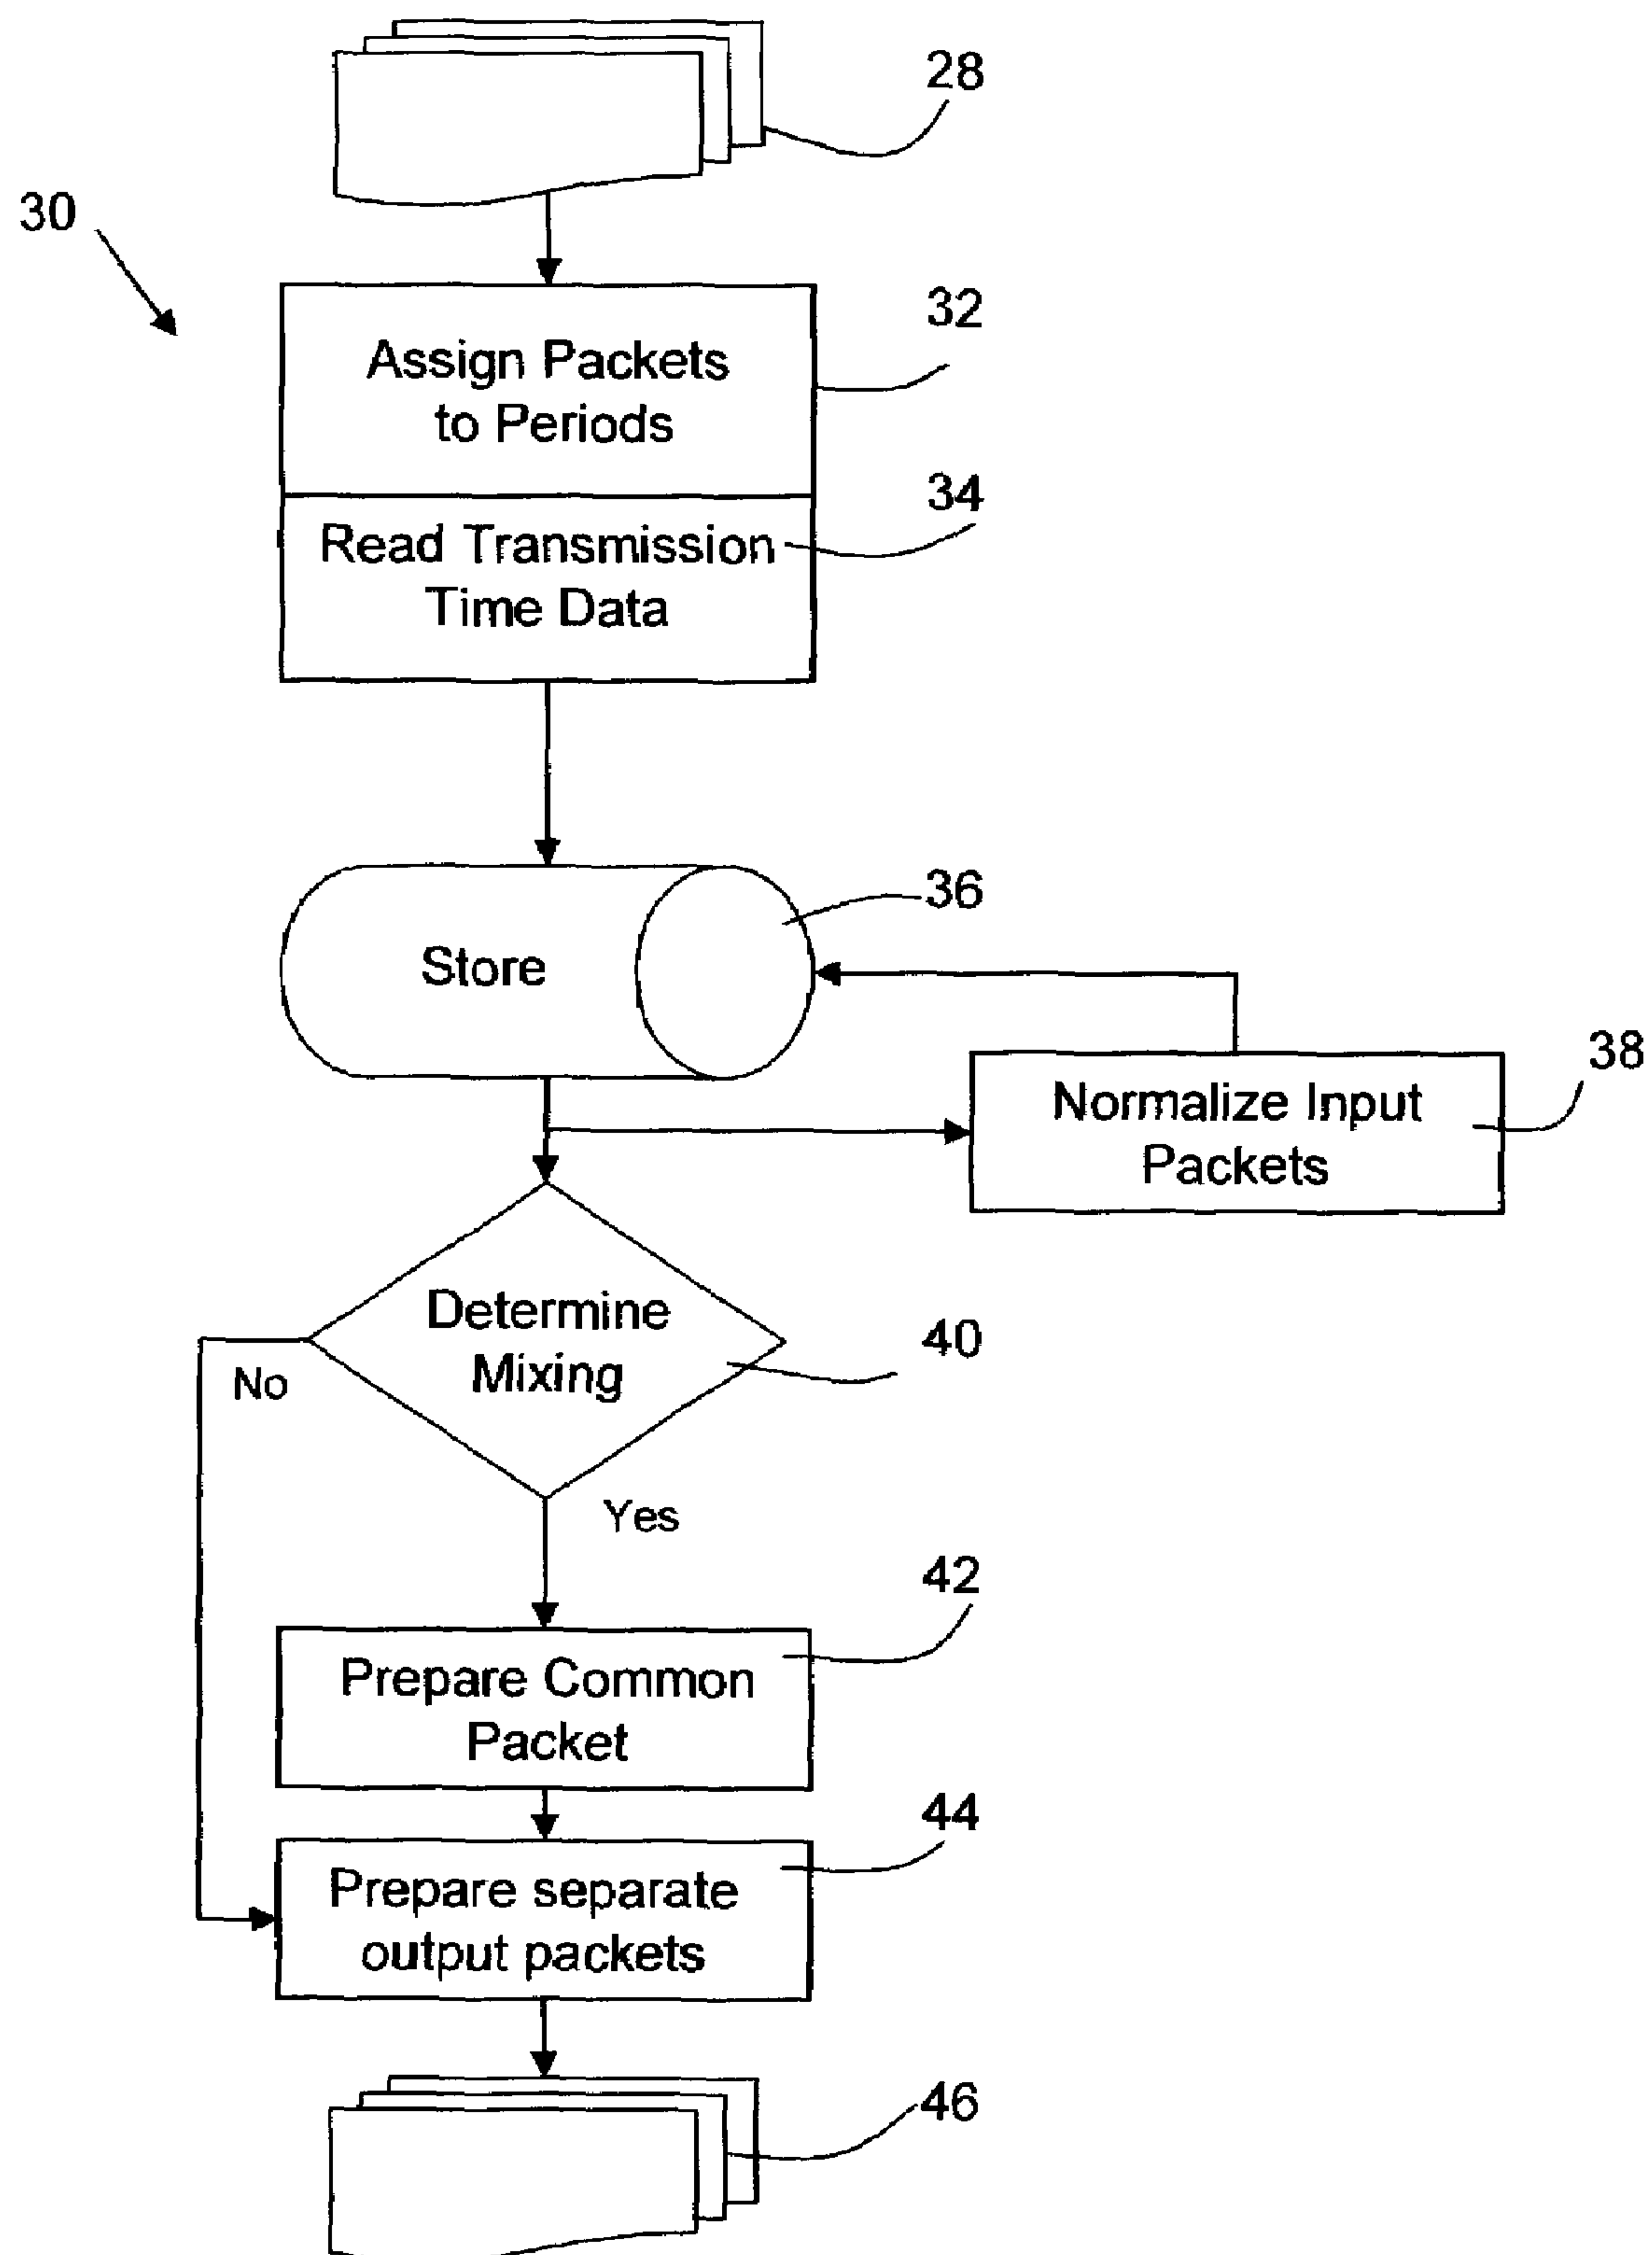 28
30
32
Assign Packets
to Periods
34
Read Transmission
Time Data
36
Store
38
Normalize Input
Packets
Determine
Mixing
40
No
Yes
42
Prepare Common
Packet
44
Prepare separate
output packets
46